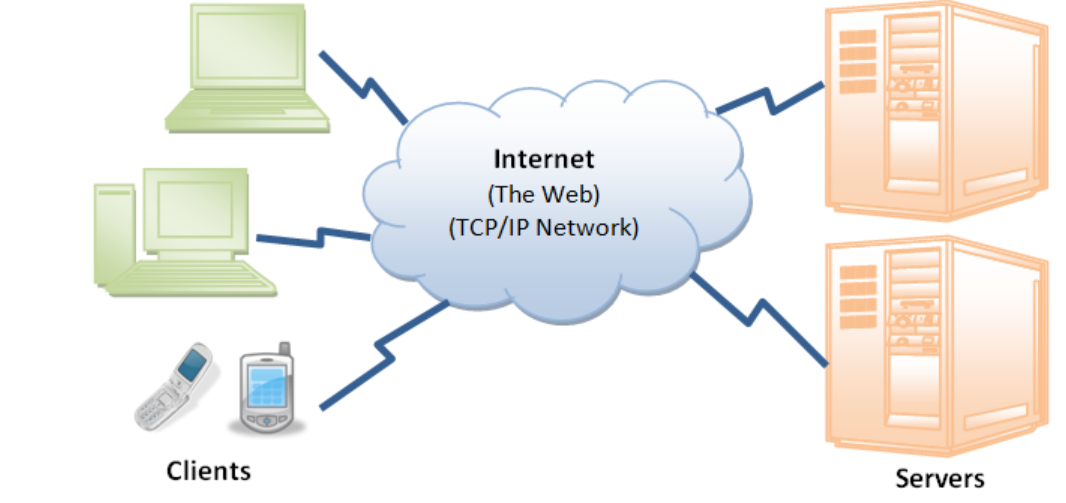 Internet
(The Web)
(TCP/IP Network)
Clients
Servers